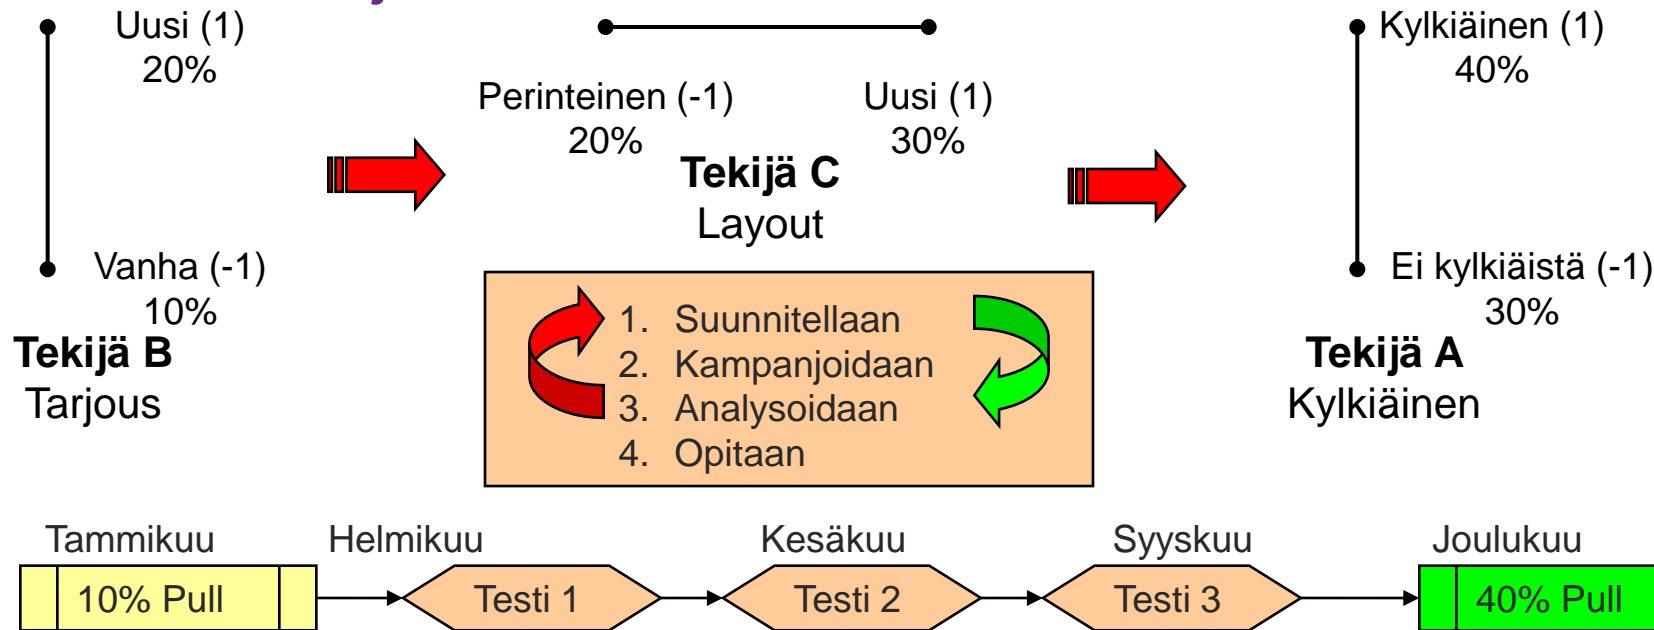 Uusi (1)
20%
Vanha (-1)
10%
Tekijä B
Tarjous
Perinteinen (-1)
20%
Uusi (1)
30%
Tekijä C
Layout
Kylkiäinen (1)
40%
Ei kylkiäistä (-1)
30%
Tekijä A
Kylkiäinen
1. Suunnitellaan
2. Kampanjoidaan
3. Analysoidaan
4. Opitaan
Tammikuu
Helmikuu
Kesäkuu
Syyskuu
Joulukuu
10% Pull
Testi 1
Testi 2
Testi 3
40% Pull